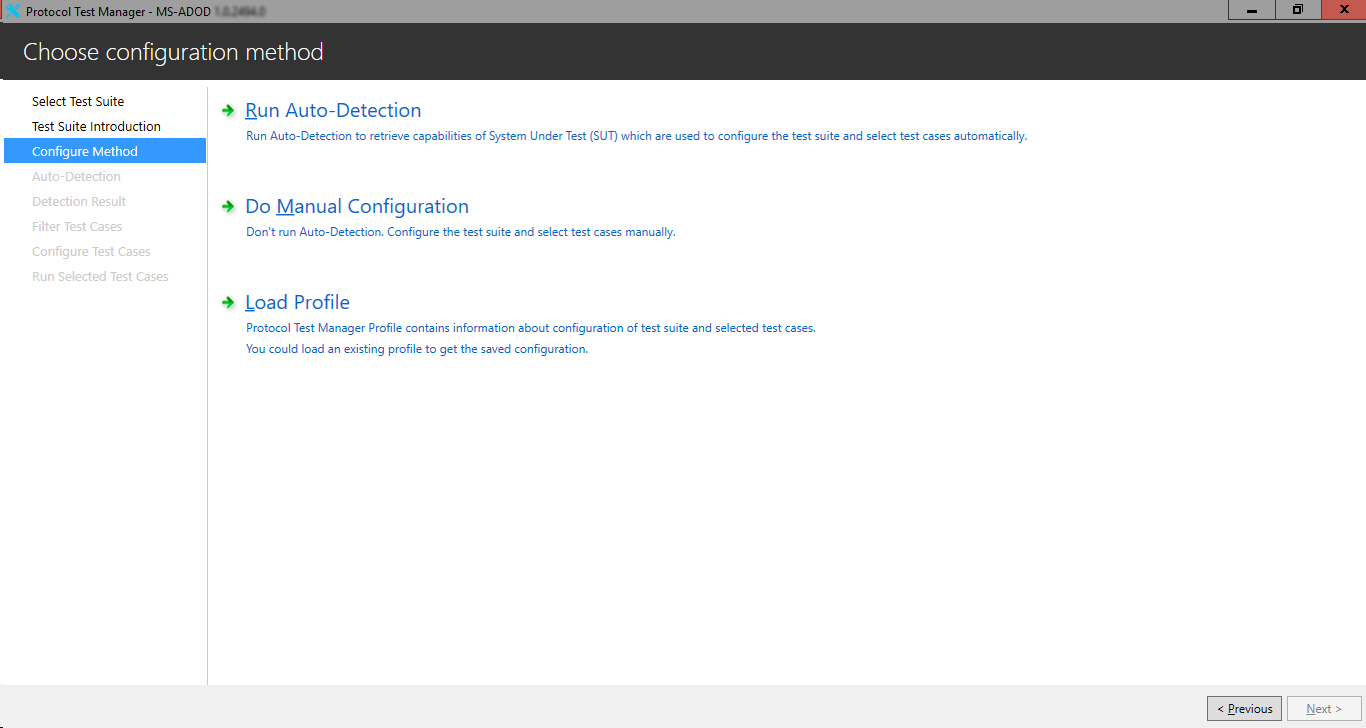 Protocol Test Manager - MS-ADOD
Choose configuration method
Select Test Suite
Test Suite Introduction
Configure Method
Auto-Detection
Detection Result
Filter Test Cases
Configure Test Cases
Run Selected Test Cases
Run Auto-Detection
Run Auto-Detection to retrieve capabilities of System Under Test (SUT) which are used to configure the test suite and select test cases automatically.
Do Manual Configuration
Don't run Auto-Detection. Configure the test suite and select test cases manually.
Load Profile
Protocol Test Manager Profile contains information about configuration of test suite and selected test cases.
You could load an existing profile to get the saved configuration.
< Previous
Next >